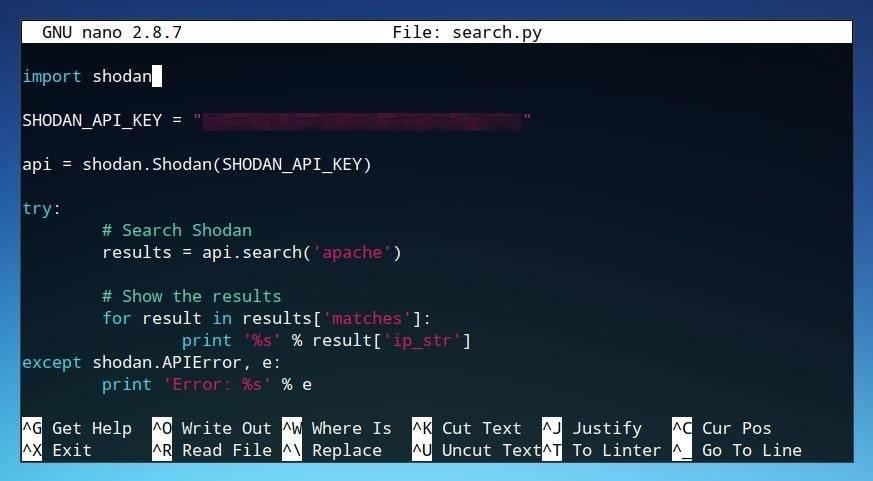 GNU nano 2.8.7 File: search.py
import shodan
SHODAN_API_KEY = ""
api = shodan.Shodan(SHODAN_API_KEY)
try:
# Search Shodan
results = api.search('apache')
# Show the results
for result in results['matches']:
print '%s' % result['ip_str']
except shodan.APIError, e:
print 'Error: %s' % e
^G Get Help ^O Write Out ^W Where Is ^K Cut Text ^J Justify ^C Cur Pos
^X Exit ^R Read File ^\ Replace ^U Uncut Text ^T To Linter ^_ Go To Line